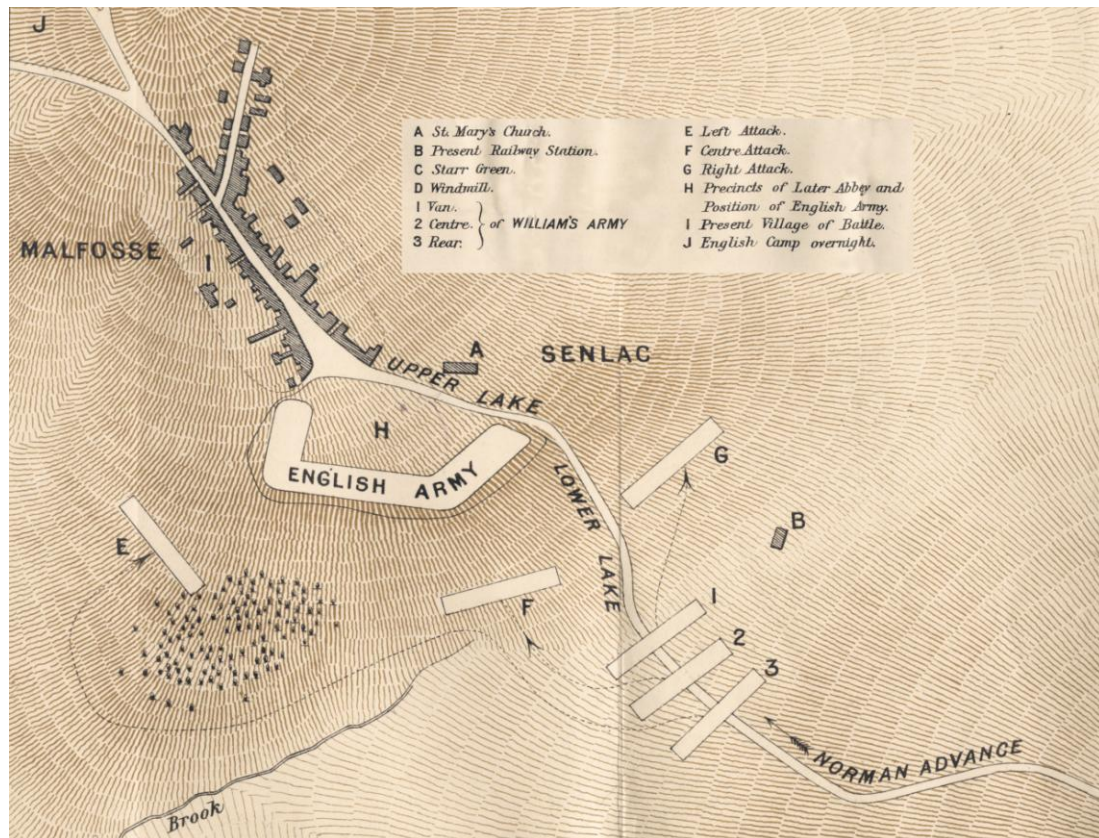 J
A St. Mary's Church.
B Present Railway Station.
C Starr Green.
D Windmill.
1 Van.
2 Centre. of WILLIAM'S ARMY
3 Rear.
E Left Attack.
F Centre Attack.
G Right Attack.
H Precincts of Later Abbey and
Position of English Army.
I Present Village of Battle.
J English Camp overnight.
MALFOSSE
I
A
SENLAC
UPPER LAKE
H
ENGLISH ARMY
G
LOWER LAKE
B
E
F
1
2
3
NORMAN ADVANCE
Brook